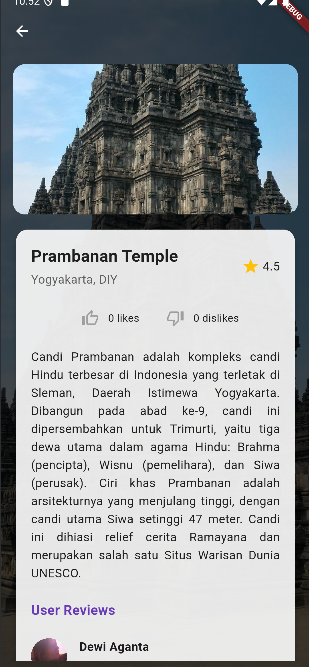 10:52
DEBUG
Prambanan Temple
4.5
Yogyakarta, DIY
0 likes
0 dislikes
Candi Prambanan adalah kompleks candi
Hindu terbesar di Indonesia yang terletak di
Sleman, Daerah Istimewa Yogyakarta.
Dibangun pada abad ke-9, candi ini
dipersembahkan untuk Trimurti, yaitu tiga
dewa utama dalam agama Hindu: Brahma
(pencipta), Wisnu (pemelihara), dan Siwa
(perusak). Ciri khas Prambanan adalah
arsitekturnya yang menjulang tinggi, dengan
candi utama Siwa setinggi 47 meter. Candi
ini dihiasi relief cerita Ramayana dan
merupakan salah satu Situs Warisan Dunia
UNESCO.
User Reviews
Dewi Aganta